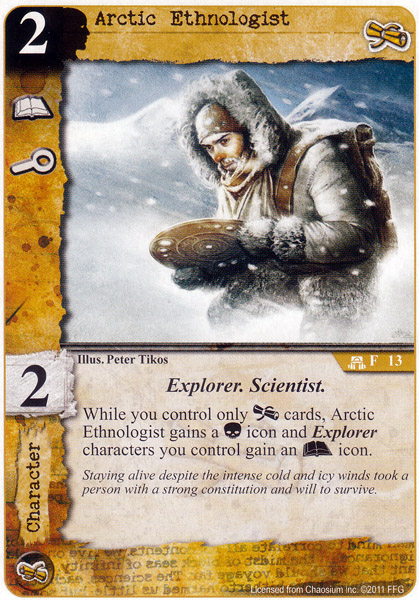 2
Arctic Ethnologist
Illus. Peter Tikos
F 13
2
Explorer. Scientist.
While you control only cards, Arctic
Ethnologist gains a icon and Explorer
characters you control gain an icon.
Staying alive despite the intense cold and icy winds took a
person with a strong constitution and will to survive.
Character
Licensed from Chaosium Inc. ©2011 FFG